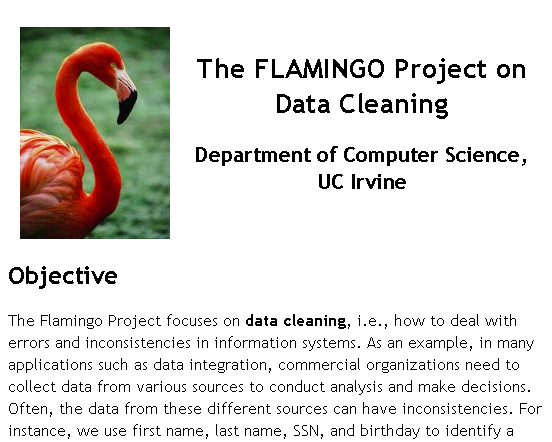 The FLAMINGO Project on
Data Cleaning
Department of Computer Science,
UC Irvine
Objective
The Flamingo Project focuses on data cleaning, i.e., how to deal with
errors and inconsistencies in information systems. As an example, in many
applications such as data integration, commercial organizations need to
collect data from various sources to conduct analysis and make decisions.
Often, the data from these different sources can have inconsistencies. For
instance, we use first name, last name, SSN, and birthday to identify a